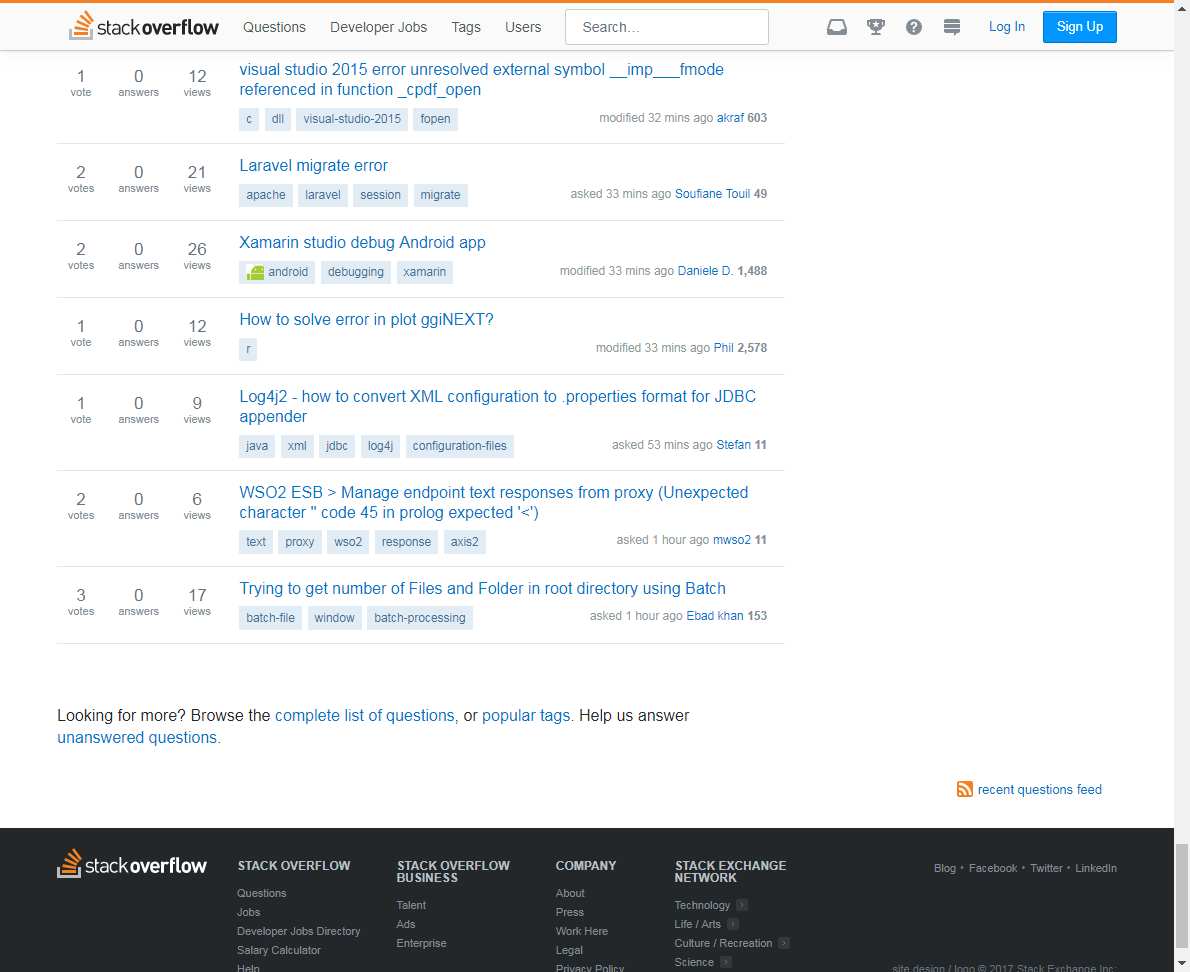 stack overflow Questions Developer Jobs Tags Users Search... Log In Sign Up
1 0 12 visual studio 2015 error unresolved external symbol __imp___fmode
vote answers views referenced in function _cpdf_open
c dll visual-studio-2015 fopen modified 32 mins ago akraf 603
2 0 21 Laravel migrate error
votes answers views
apache laravel session migrate asked 33 mins ago Soufiane Touil 49
2 0 26 Xamarin studio debug Android app
votes answers views
android debugging xamarin modified 33 mins ago Daniele D. 1,488
1 0 12 How to solve error in plot ggiNEXT?
vote answers views
r modified 33 mins ago Phil 2,578
1 0 9 Log4j2 - how to convert XML configuration to .properties format for JDBC
vote answers views appender
java xml jdbc log4j configuration-files asked 53 mins ago Stefan 11
2 0 6 WSO2 ESB > Manage endpoint text responses from proxy (Unexpected
votes answers views character '' code 45 in prolog expected '<')
text proxy wso2 response axis2 asked 1 hour ago mwso2 11
3 0 17 Trying to get number of Files and Folder in root directory using Batch
votes answers views
batch-file window batch-processing asked 1 hour ago Ebad khan 153
Looking for more? Browse the complete list of questions, or popular tags. Help us answer
unanswered questions.
recent questions feed
stack overflow
STACK OVERFLOW
Questions
Jobs
Developer Jobs Directory
Salary Calculator
Help
STACK OVERFLOW
BUSINESS
Talent
Ads
Enterprise
COMPANY
About
Press
Work Here
Legal
Privacy Policy
STACK EXCHANGE
NETWORK
Technology
Life / Arts
Culture / Recreation
Science
Blog • Facebook • Twitter • LinkedIn
site design / logo © 2017 Stack Exchange Inc;